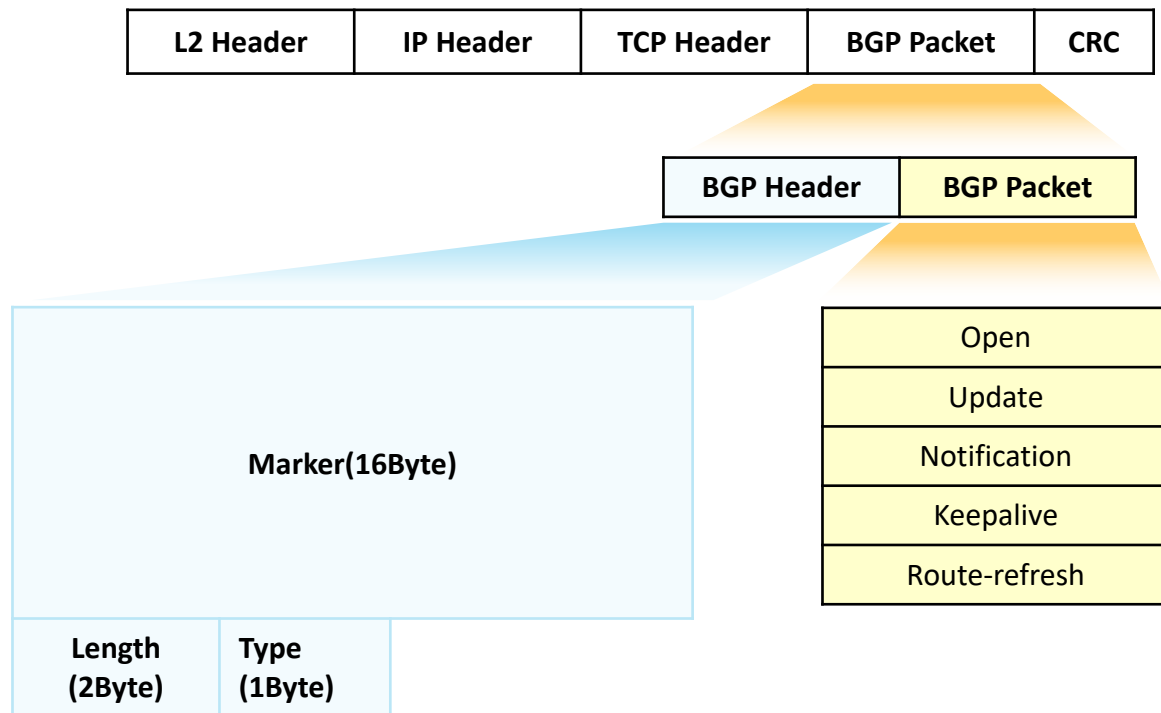 L2 Header IP Header TCP Header BGP Packet CRC
BGP Header BGP Packet
Marker(16Byte)
Length
(2Byte)
Type
(1Byte)
Open
Update
Notification
Keepalive
Route-refresh